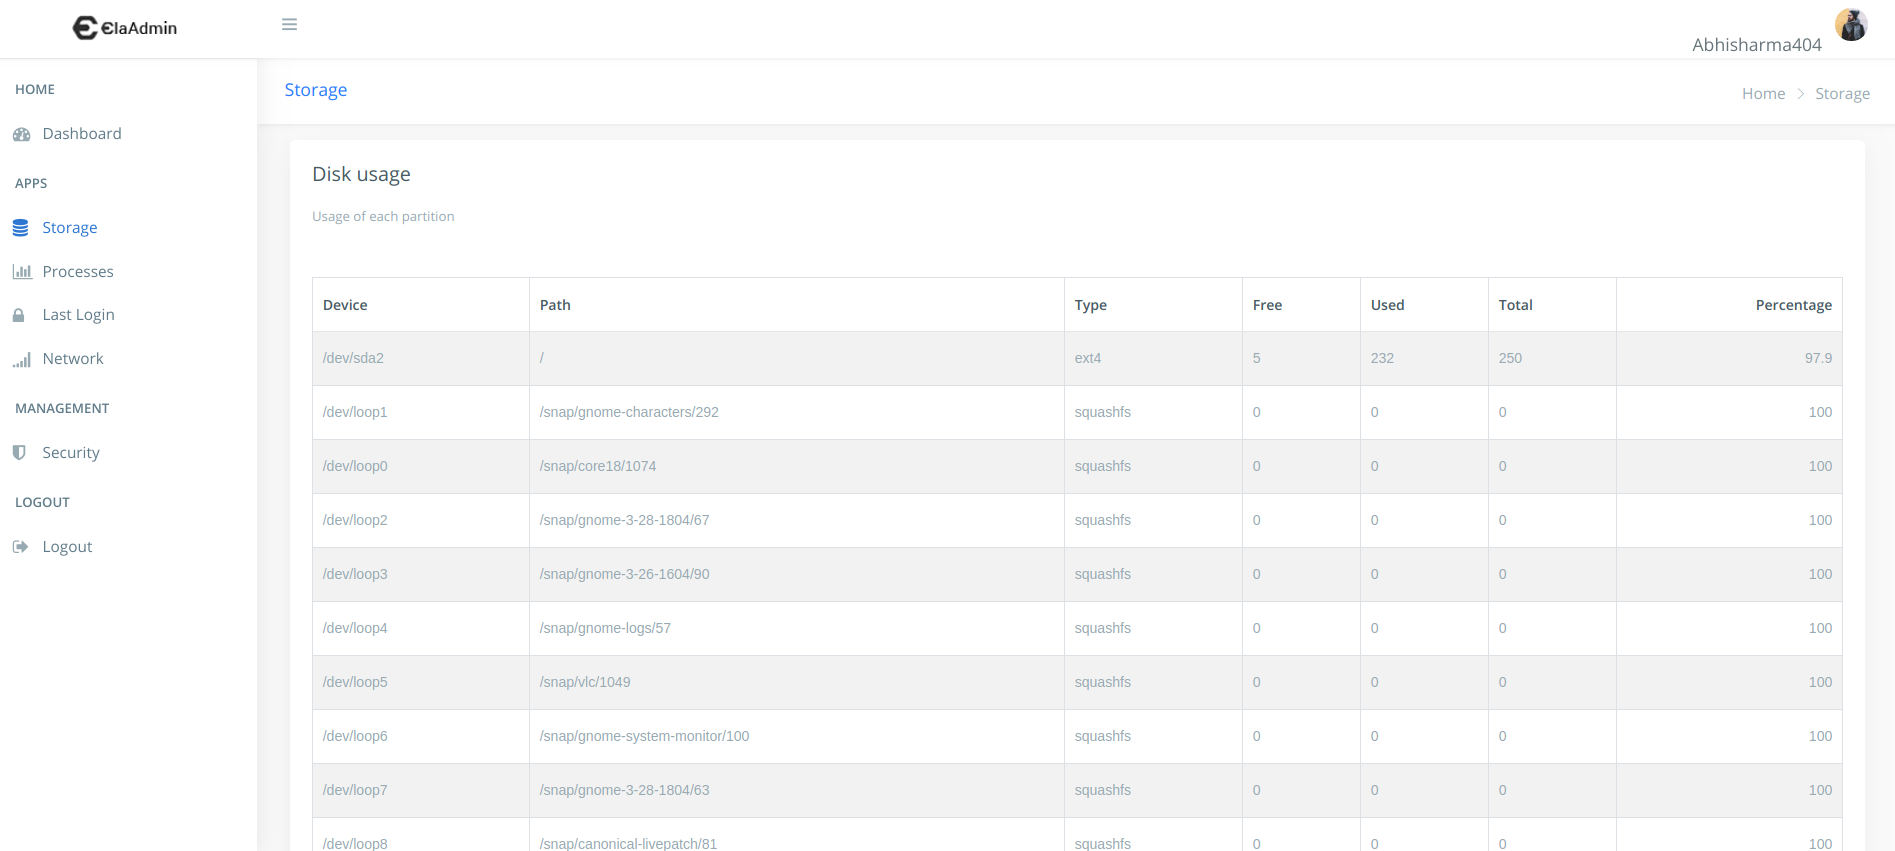 ElaAdmin
Abhisharma404
HOME
Dashboard
APPS
Storage
Processes
Last Login
Network
MANAGEMENT
Security
LOGOUT
Logout
Storage
Home > Storage
Disk usage
Usage of each partition
Device Path Type Free Used Total Percentage
/dev/sda2 / ext4 5 232 250 97.9
/dev/loop1 /snap/gnome-characters/292 squashfs 0 0 0 100
/dev/loop0 /snap/core18/1074 squashfs 0 0 0 100
/dev/loop2 /snap/gnome-3-28-1804/67 squashfs 0 0 0 100
/dev/loop3 /snap/gnome-3-26-1604/90 squashfs 0 0 0 100
/dev/loop4 /snap/gnome-logs/57 squashfs 0 0 0 100
/dev/loop5 /snap/vlc/1049 squashfs 0 0 0 100
/dev/loop6 /snap/gnome-system-monitor/100 squashfs 0 0 0 100
/dev/loop7 /snap/gnome-3-28-1804/63 squashfs 0 0 0 100
/dev/loop8 /snap/canonical-livepatch/81 squashfs 0 0 0 100